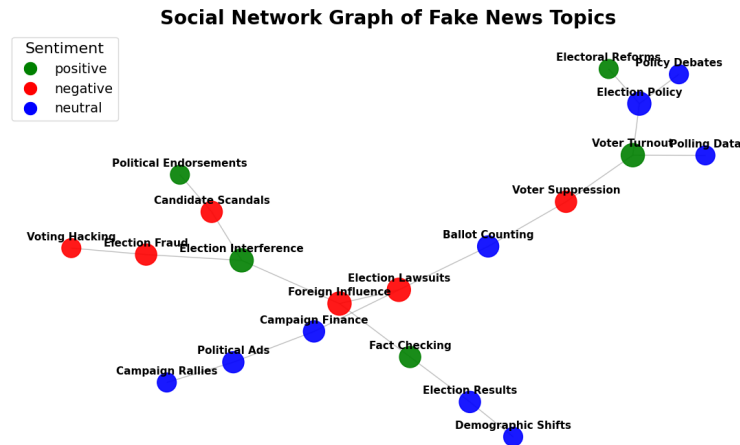 Social Network Graph of Fake News Topics
Sentiment
positive
negative
neutral
Electoral Reforms
Policy Debates
Election Policy
Voter Turnout
Polling Data
Political Endorsements
Voter Suppression
Candidate Scandals
Ballot Counting
Voting Hacking
Election Fraud
Election Interference
Election Lawsuits
Foreign Influence
Campaign Finance
Fact Checking
Political Ads
Campaign Rallies
Election Results
Demographic Shifts